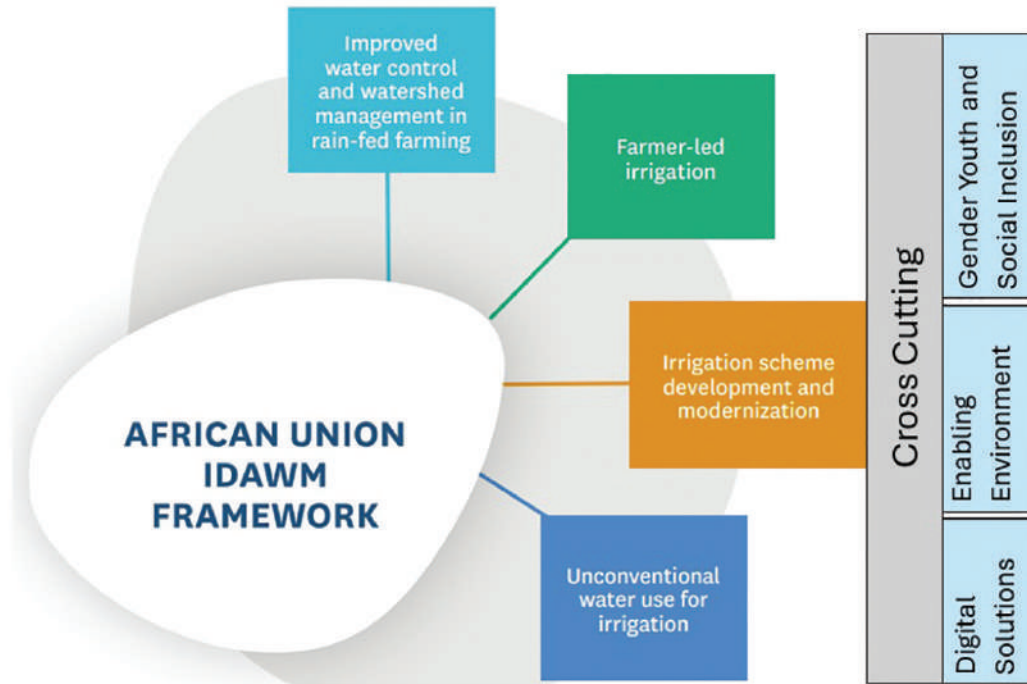 Improved
water control
and watershed
management in
rain-fed farming
Farmer-led
irrigation
Irrigation scheme
development and
modernization
Unconventional
water use for
irrigation
AFRICAN UNION
IDAWM
FRAMEWORK
Cross Cutting
Gender Youth and
Social Inclusion
Enabling
Environment
Digital
Solutions